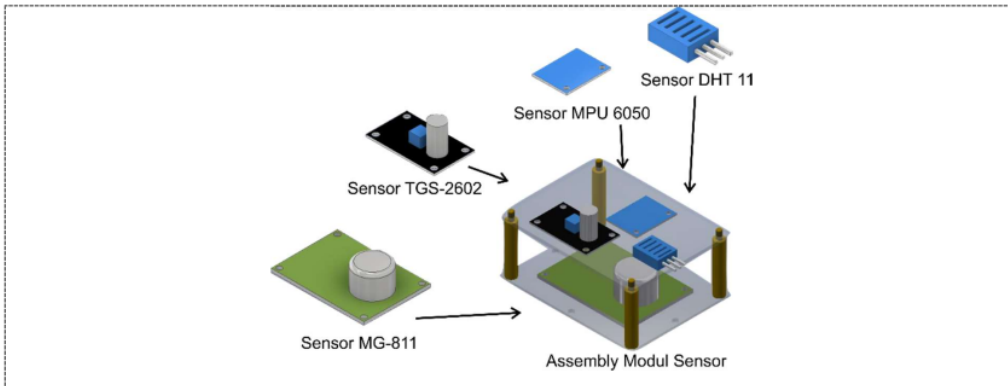 Sensor DHT 11
Sensor MPU 6050
Sensor TGS-2602
Sensor MG-811
Assembly Modul Sensor